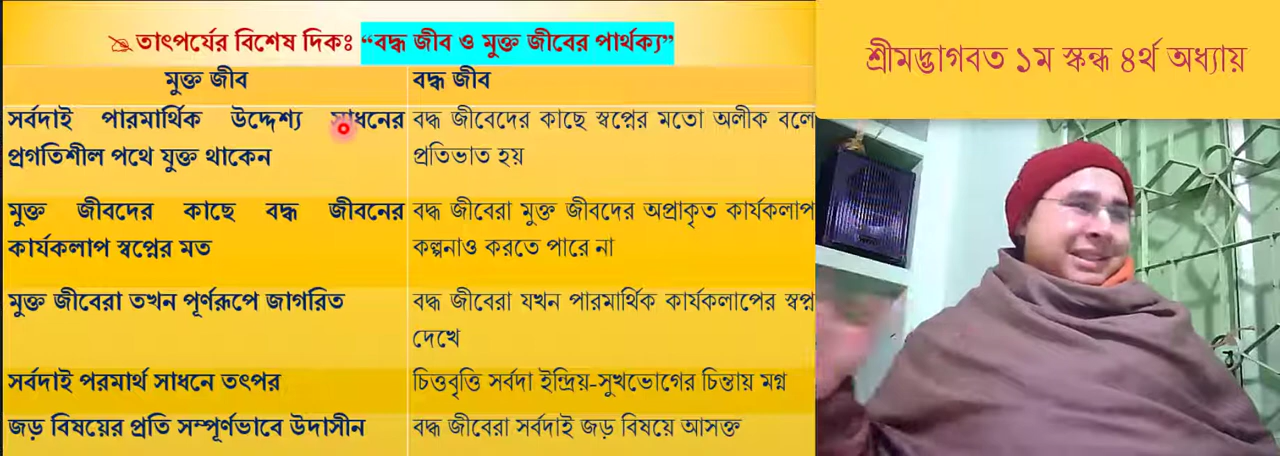 তাৎপর্যের বিশেষ দিকঃ “বদ্ধ জীব ও মুক্ত জীবের পার্থক্য”
মুক্ত জীব
বদ্ধ জীব
সর্বদাই পারমার্থিক উদ্দেশ্য সাধনের
প্রগতিশীল পথে যুক্ত থাকেন
বদ্ধ জীবেদের কাছে স্বপ্নের মতো অলীক বলে
প্রতিভাত হয়
মুক্ত জীবদের কাছে বদ্ধ জীবনের
কার্যকলাপ স্বপ্নের মত
বদ্ধ জীবেরা মুক্ত জীবদের অপ্রাকৃত কার্যকলাপ
কল্পনাও করতে পারে না
মুক্ত জীবেরা তখন পূর্ণরূপে জাগরিত
বদ্ধ জীবেরা যখন পারমার্থিক কার্যকলাপের স্বপ্ন
দেখে
সর্বদাই পরমার্থ সাধনে তৎপর
চিত্তবৃত্তি সর্বদা ইন্দ্রিয়-সুখভোগের চিন্তায় মগ্ন
জড় বিষয়ের প্রতি সম্পূর্ণভাবে উদাসীন
বদ্ধ জীবেরা সর্বদাই জড় বিষয়ে আসক্ত
শ্রীমদ্ভাগবত ১ম স্কন্ধ ৪র্থ অধ্যায়